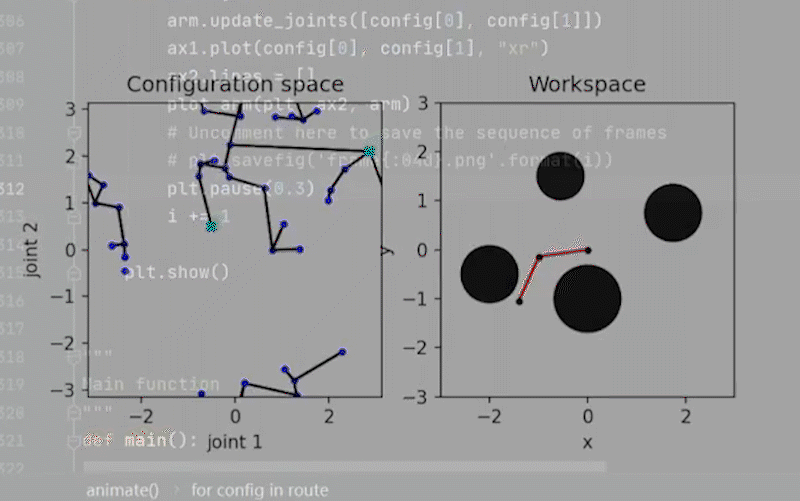 306 arm.update_joints([config[0], config[1]])
307 ax1.plot(config[0], config[1], "xr")
308 ax2.lines = []
309 plot_arm(plt, ax2, arm)
310 # Uncomment here to save the sequence of frames
311 # plt.savefig('frame{:04d}.png'.format(i))
312 plt.pause(0.3)
313 i += 1
314
315 plt.show()
318 """
319 Main function
320 """
321 def main():
322
Configuration space
3
2
1
0
−1
−2
−3
joint 2
−2 0 2
joint 1
Workspace
3
2
1
0
−1
−2
−3
y
−2 0 2
x
animate() › for config in route